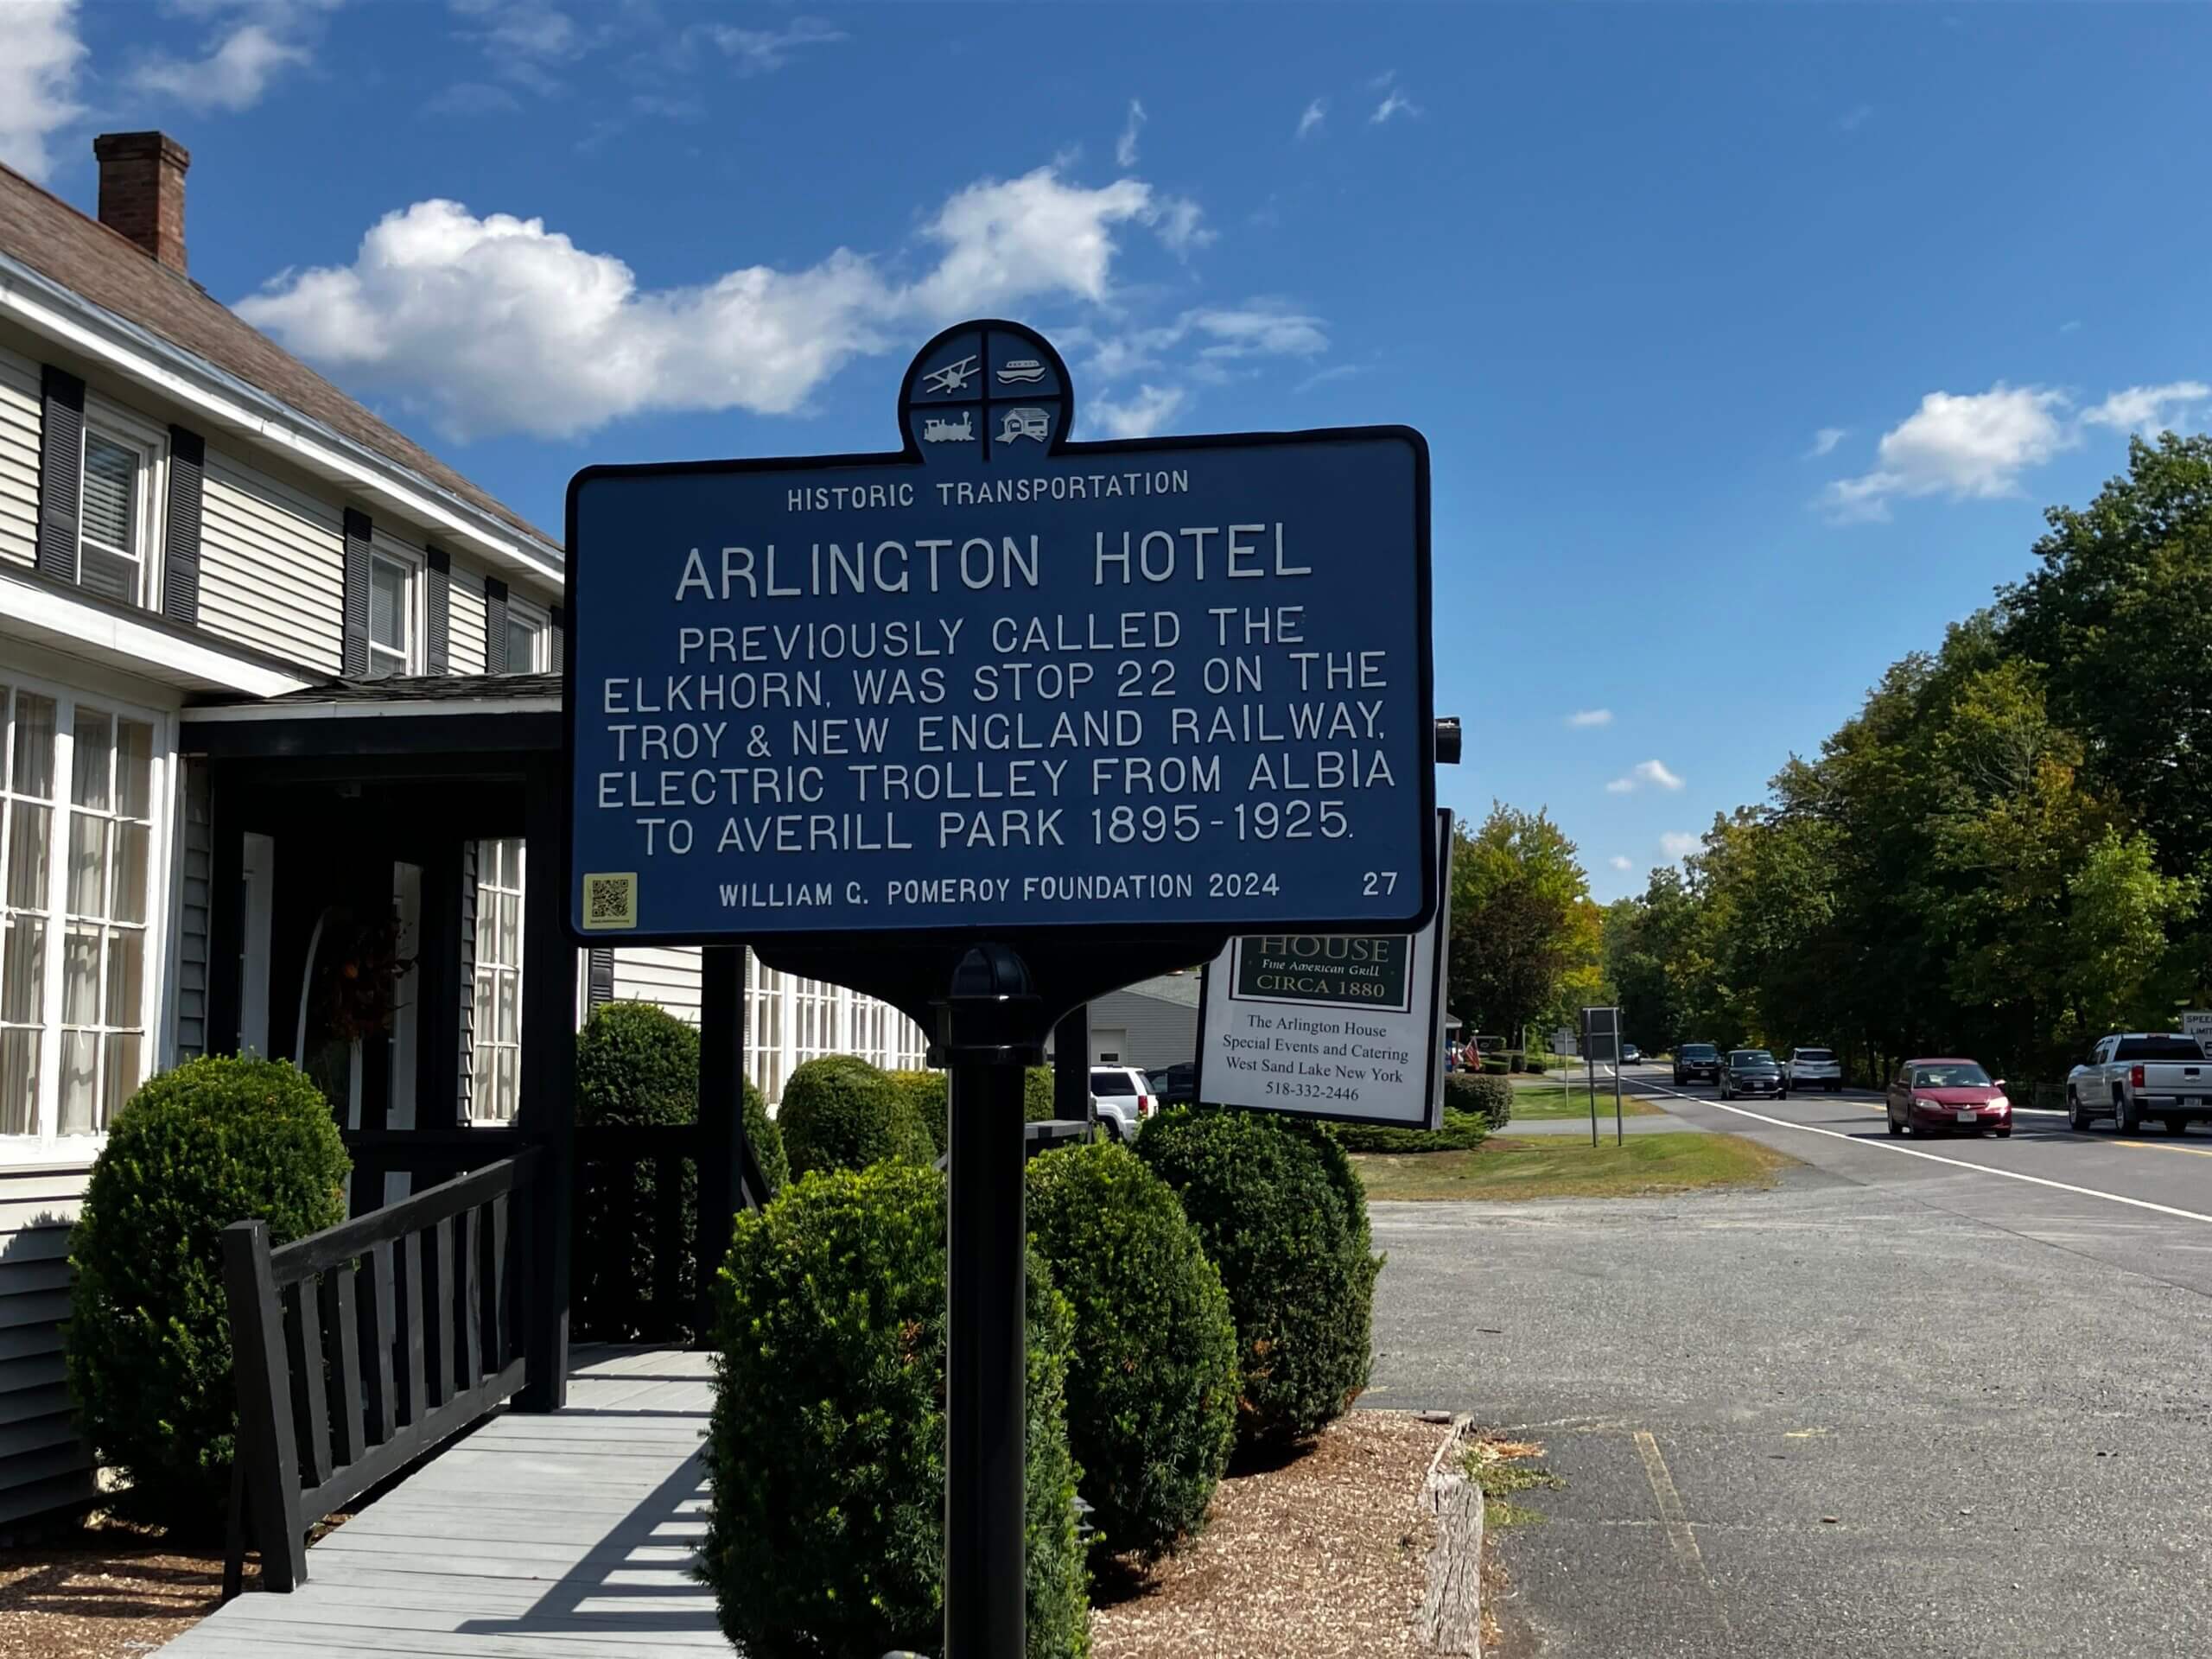 HISTORIC TRANSPORTATION
ARLINGTON HOTEL
PREVIOUSLY CALLED THE
ELKHORN, WAS STOP 22 ON THE
TROY & NEW ENGLAND RAILWAY,
ELECTRIC TROLLEY FROM ALBIA
TO AVERILL PARK 1895-1925.
WILLIAM G. POMEROY FOUNDATION 2024 27
HOUSE
Fine American Grill
CIRCA 1880
The Arlington House
Special Events and Catering
West Sand Lake New York
518-332-2446
SPEED
LIMIT